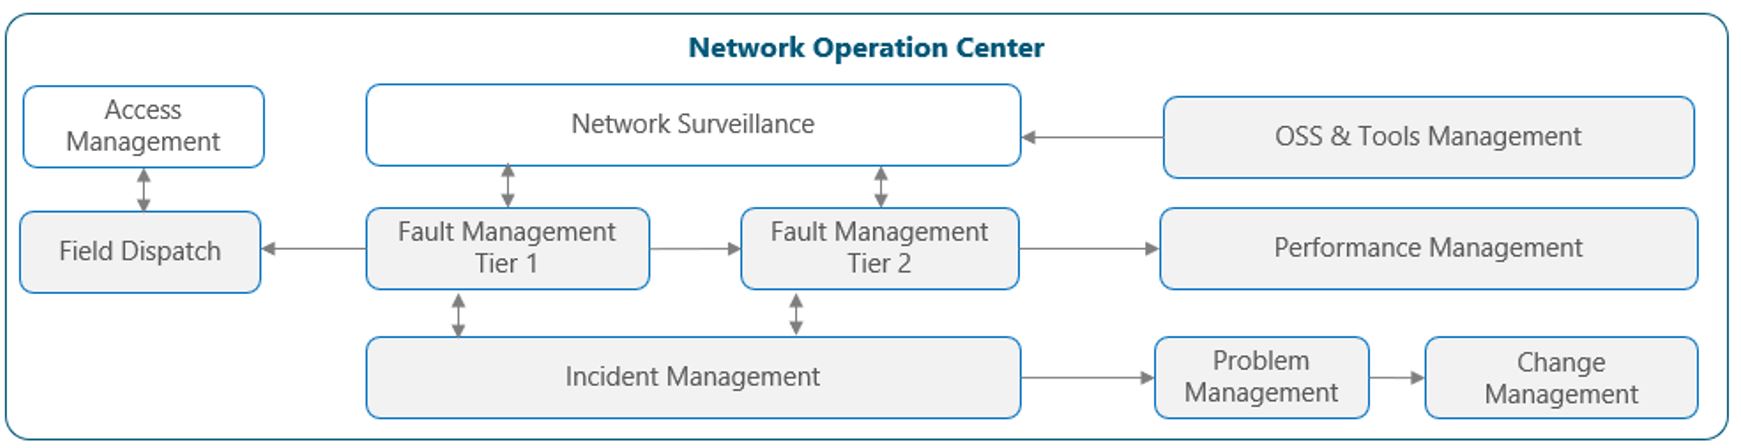 Network Operation Center
Access
Management
Network Surveillance
OSS & Tools Management
Field Dispatch
Fault Management
Tier 1
Fault Management
Tier 2
Performance Management
Incident Management
Problem
Management
Change
Management